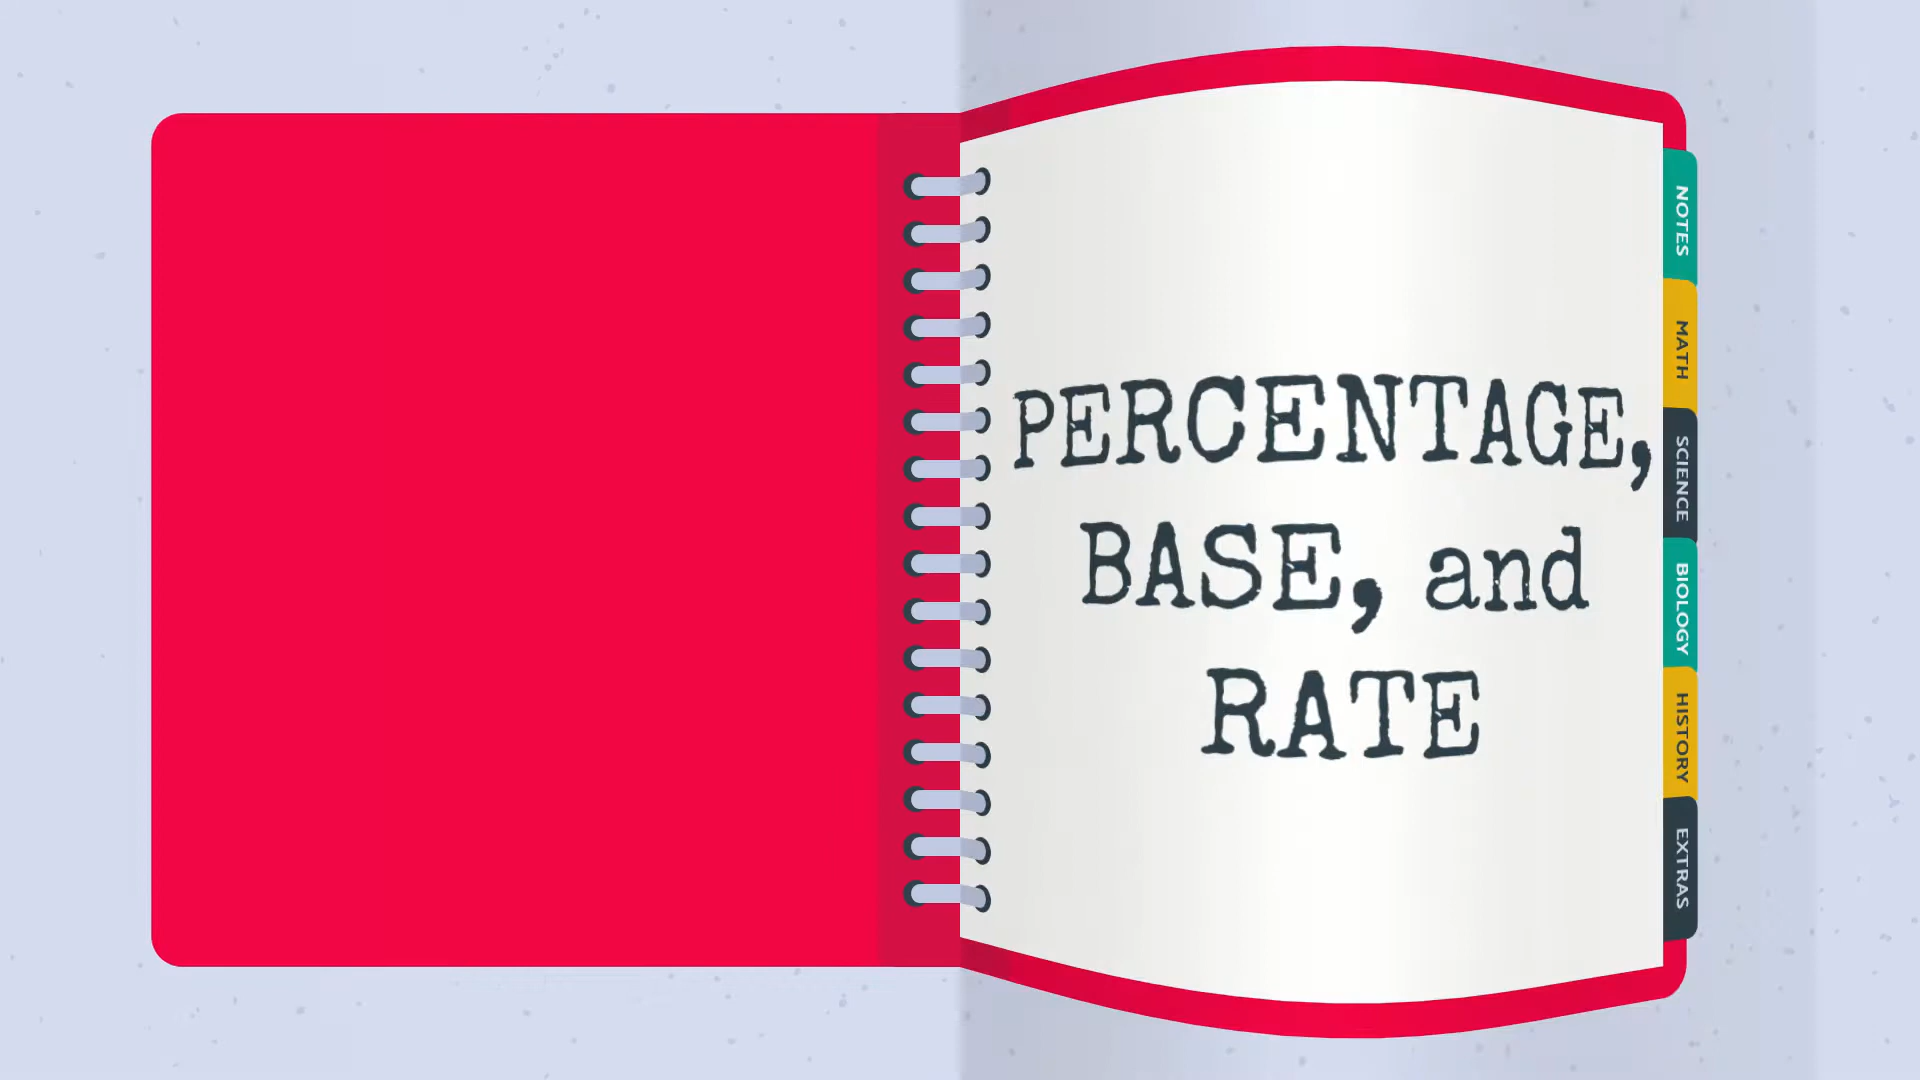 PERCENTAGE,
BASE, and
RATE
NOTES
MATH
SCIENCE
BIOLOGY
HISTORY
EXTRAS